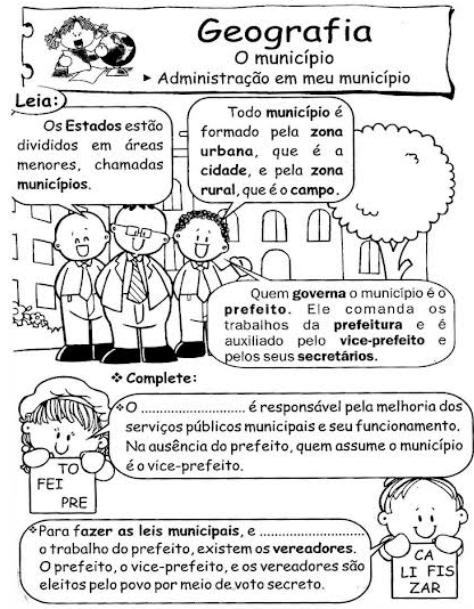 Geografia
O município
▸ Administração em meu município
Leia:
Os Estados estão
divididos em áreas
menores, chamadas
municípios.
Todo município é
formado pela zona
urbana, que é a
cidade, e pela zona
rural, que é o campo.
Quem governa o município é o
prefeito. Ele comanda os
trabalhos da prefeitura e é
auxiliado pelo vice-prefeito e
pelos seus secretários.
❖ Complete:
❖O .......................... é responsável pela melhoria dos
serviços públicos municipais e seu funcionamento.
Na ausência do prefeito, quem assume o município
é o vice-prefeito.
TO
FEI
PRE
❖Para fazer as leis municipais, e ..........................
o trabalho do prefeito, existem os vereadores.
O prefeito, o vice-prefeito, e os vereadores são
eleitos pelo povo por meio de voto secreto.
CA
LI FIS
ZAR